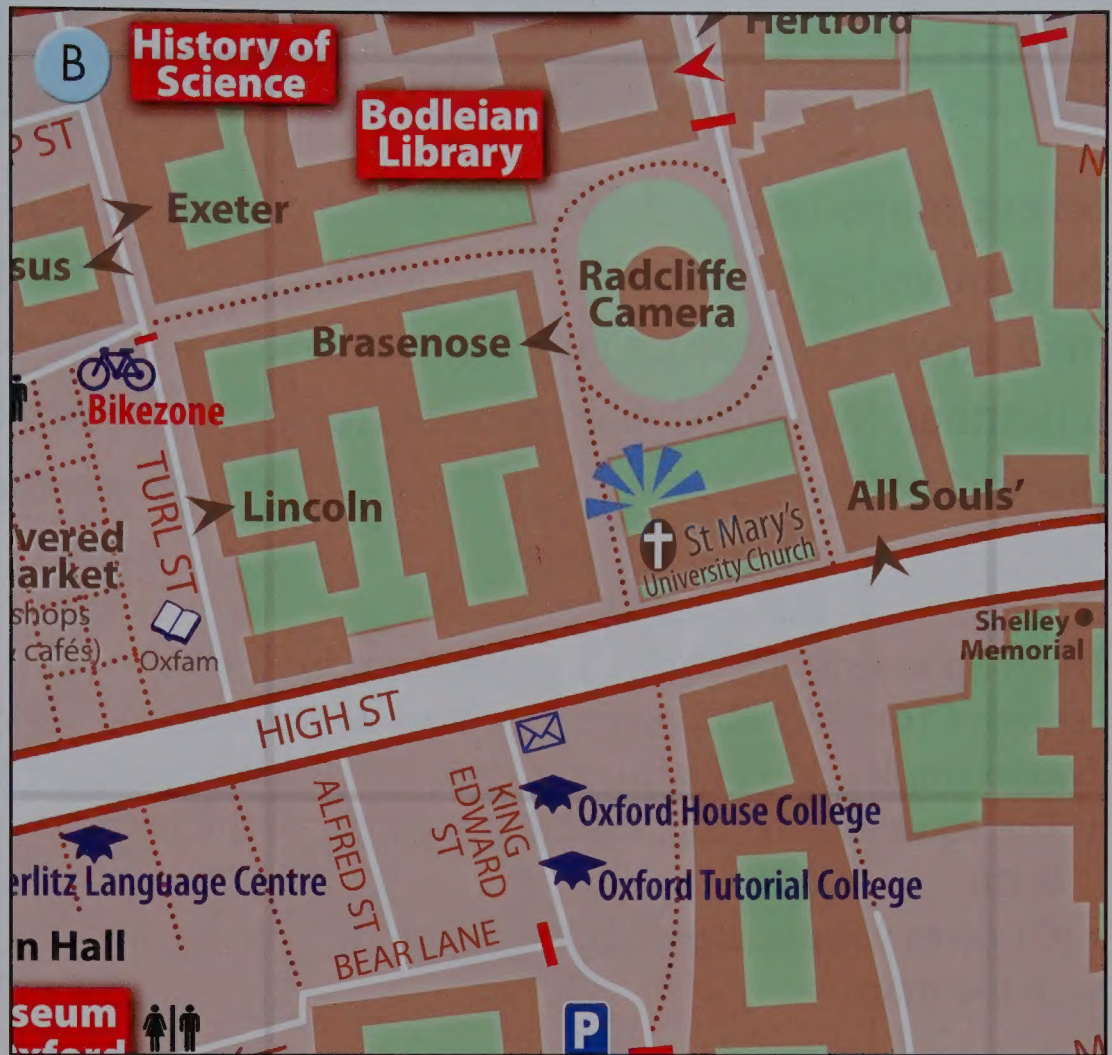 B
History of
Science
Bodleian
Library
Hertford
P ST
N
Exeter
sus
Radcliffe
Camera
Brasenose
Bikezone
TURL ST
Lincoln
All Souls'
St Mary's
University Church
vered
arket
shops
cafés)
Oxfam
Shelley
Memorial
HIGH ST
ALFRED ST
KING
EDWARD
ST
Oxford House College
Oxford Tutorial College
erlitz Language Centre
n Hall
BEAR LANE
seum
P